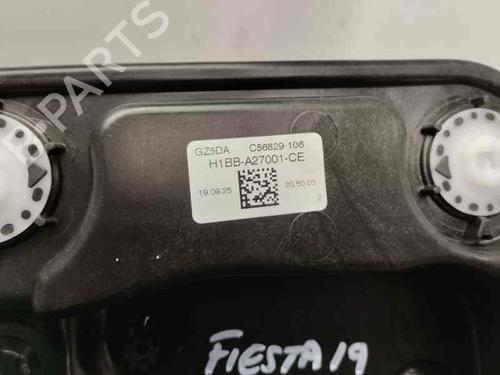 GZ5DA C56829-106
H1BB-A27001-CE
19.09.25 20.50.03
2
FIESTA 19
B-PARTS